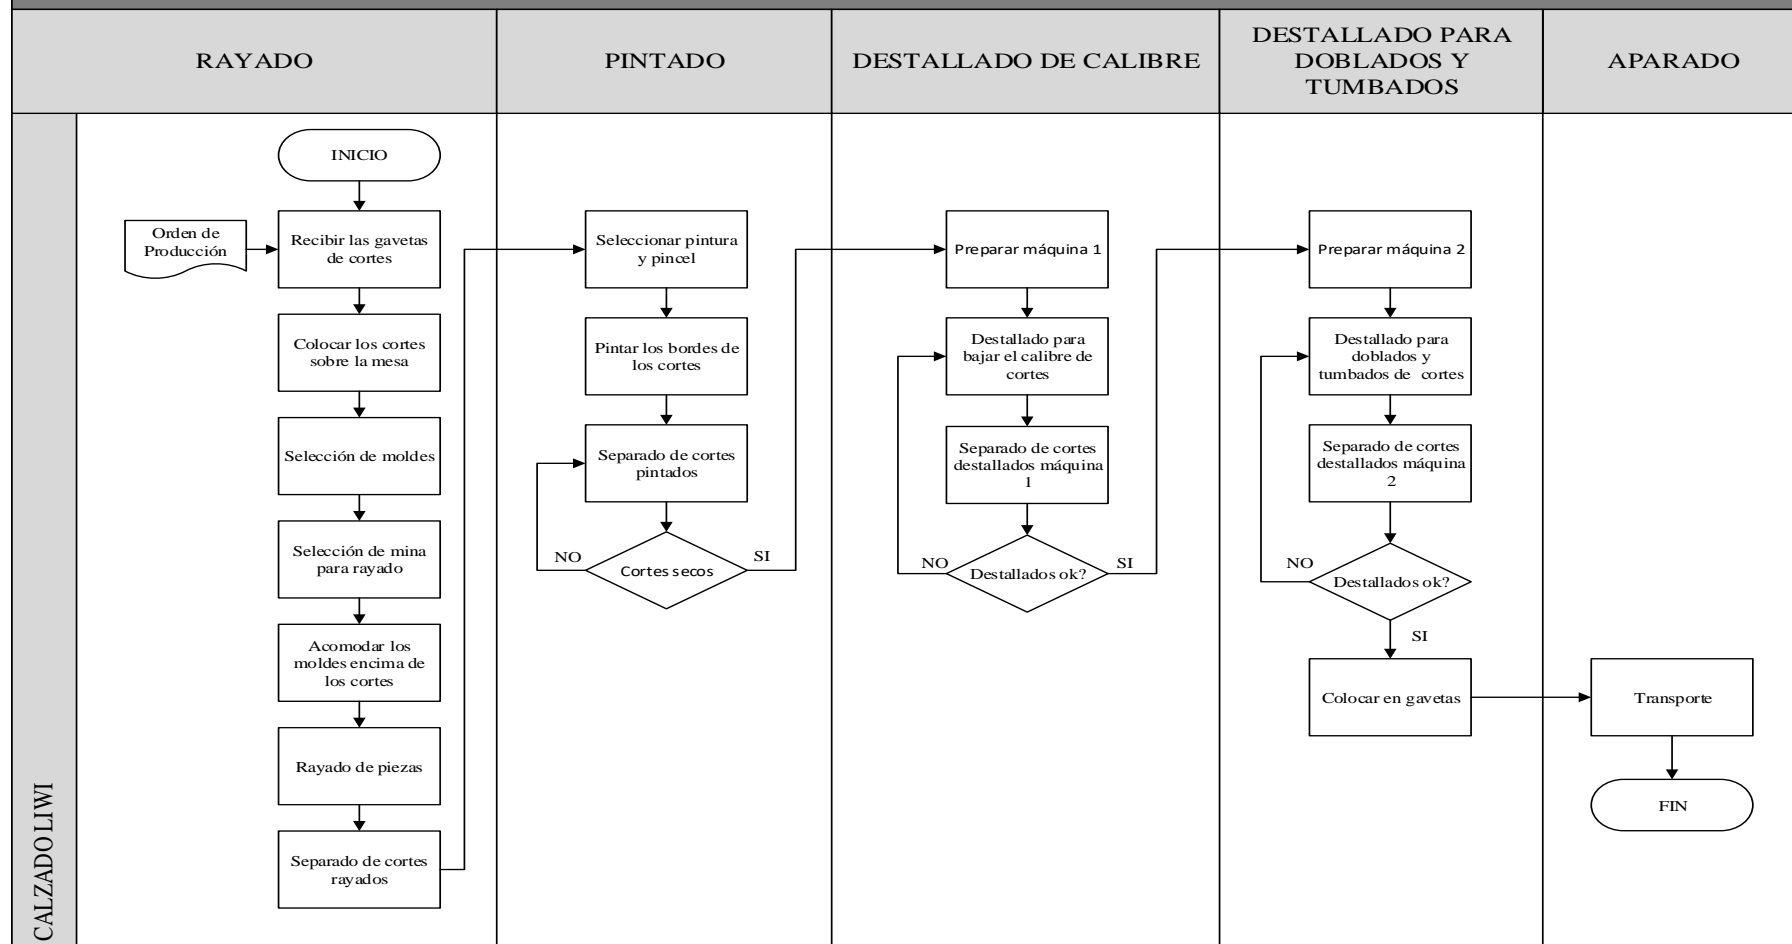 RAYADO
PINTADO
DESTALLADO DE CALIBRE
DESTALLADO PARA
DOBLADOS Y
TUMBADOS
APARADO
CALZADO LIWI
INICIO
Orden de
Producción
Recibir las gavetas
de cortes
Colocar los cortes
sobre la mesa
Selección de moldes
Selección de mina
para rayado
Acomodar los
moldes encima de
los cortes
Rayado de piezas
Separado de cortes
rayados
Seleccionar pintura
y pincel
Pintar los bordes de
los cortes
Separado de cortes
pintados
NO
Cortes secos
SI
Preparar máquina 1
Destallado para
bajar el calibre de
cortes
Separado de cortes
destallados máquina
1
NO
Destallados ok?
SI
Preparar máquina 2
Destallado para
doblados y
tumbados de cortes
Separado de cortes
destallados máquina
2
NO
Destallados ok?
SI
Colocar en gavetas
Transporte
FIN